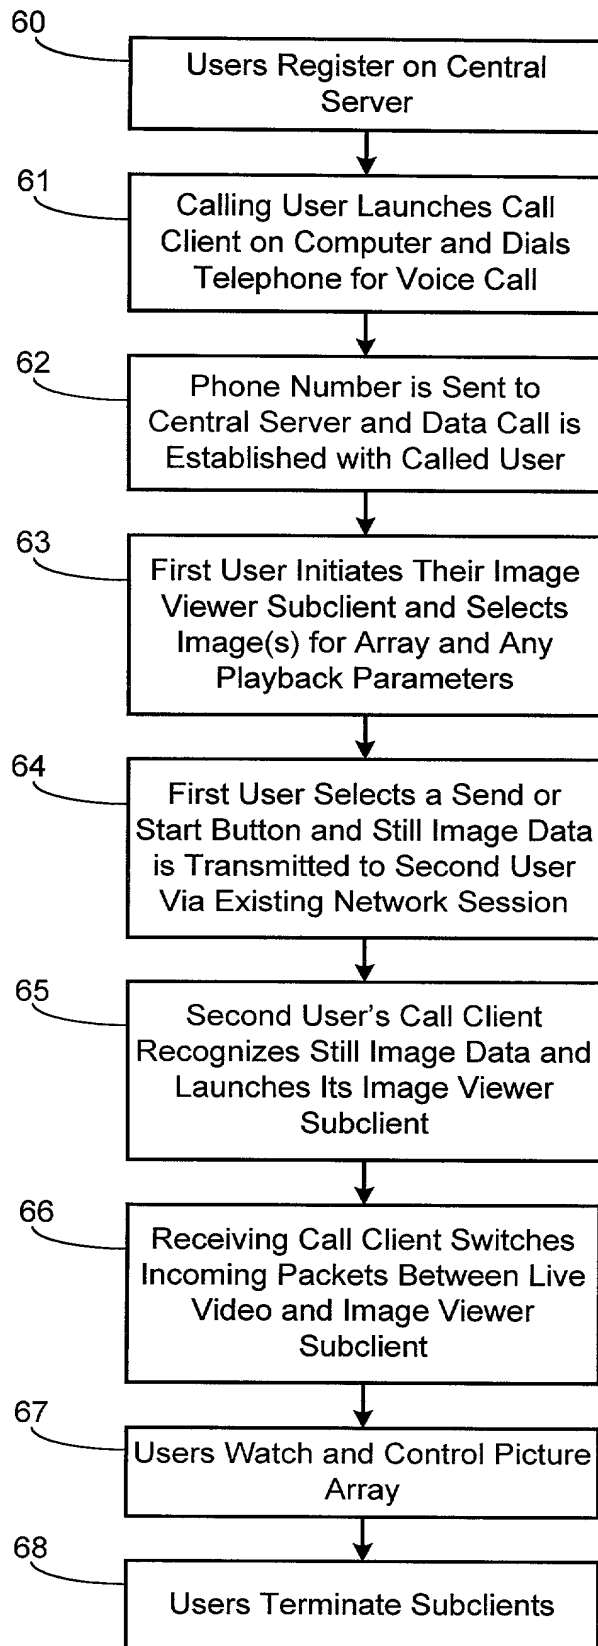 60
Users Register on Central
Server
61
Calling User Launches Call
Client on Computer and Dials
Telephone for Voice Call
62
Phone Number is Sent to
Central Server and Data Call is
Established with Called User
63
First User Initiates Their Image
Viewer Subclient and Selects
Image(s) for Array and Any
Playback Parameters
64
First User Selects a Send or
Start Button and Still Image Data
is Transmitted to Second User
Via Existing Network Session
65
Second User's Call Client
Recognizes Still Image Data and
Launches Its Image Viewer
Subclient
66
Receiving Call Client Switches
Incoming Packets Between Live
Video and Image Viewer
Subclient
67
Users Watch and Control Picture
Array
68
Users Terminate Subclients